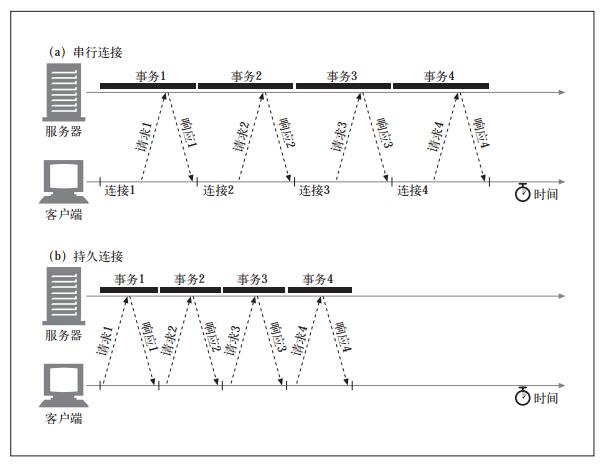 （a）串行连接
事务1 事务2 事务3 事务4
服务器
请求1 响应1 请求2 响应2 请求3 响应3 请求4 响应4
连接1 连接2 连接3 连接4
时间
客户端
（b）持久连接
事务1 事务2 事务3 事务4
服务器
请求1 响应1 请求2 响应2 请求3 响应3 请求4 响应4
时间
客户端